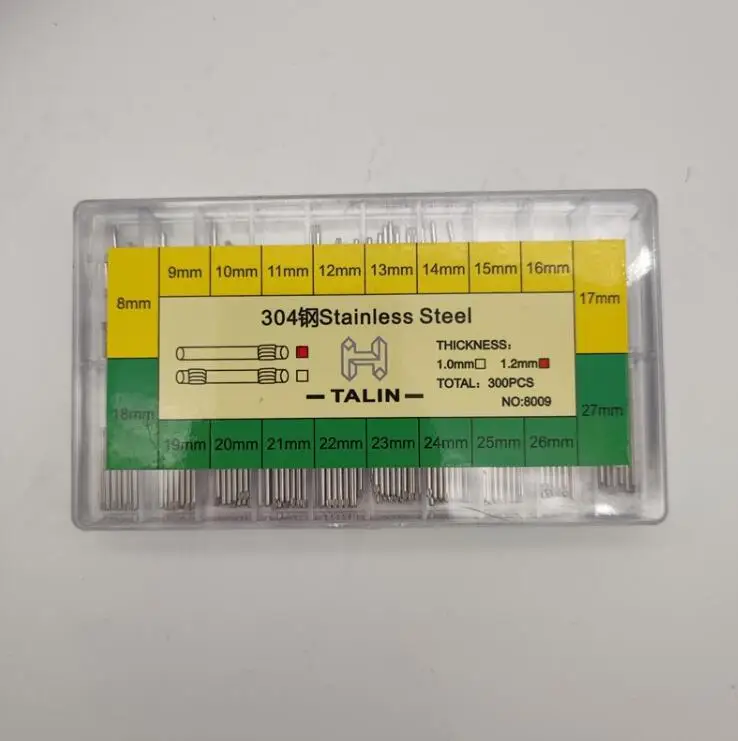 8mm 9mm 10mm 11mm 12mm 13mm 14mm 15mm 16mm 17mm
304钢Stainless Steel
THICKNESS:
1.0mm 1.2mm
TOTAL: 300PCS
NO:8009
TALIN
18mm 19mm 20mm 21mm 22mm 23mm 24mm 25mm 26mm 27mm